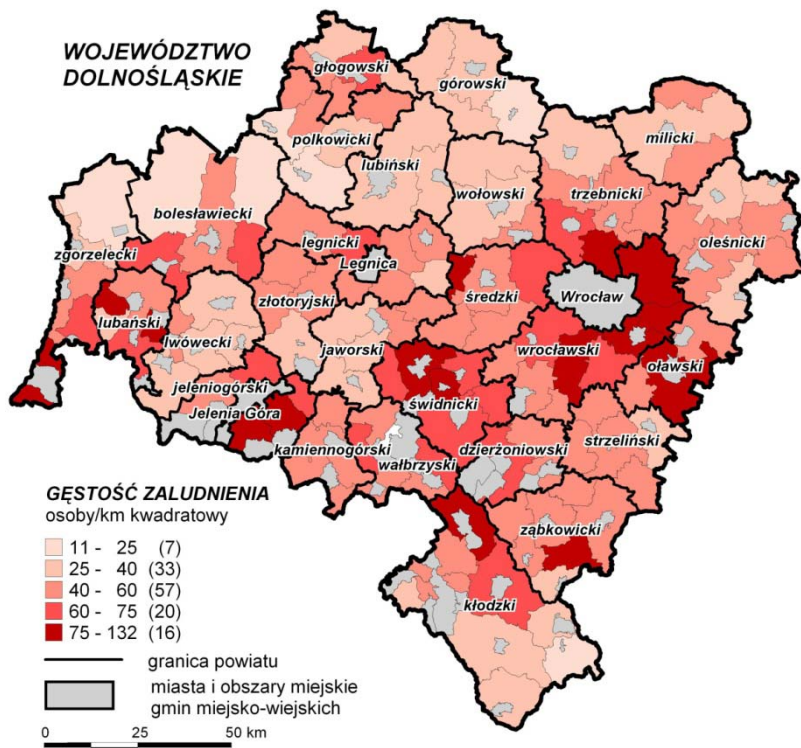 WOJEWÓDZTWO
DOLNOŚLĄSKIE
głogowski
górowski
polkowicki
lubiński
milicki
wołowski
trzebnicki
bolesławiecki
oleśnicki
legnicki
zgorzelecki
Legnica
złotoryjski
średzki
Wrocław
lubański
lwówecki
jaworski
wrocławski
oławski
jeleniogórski
Jelenia Góra
świdnicki
strzeliński
kamiennogórski
dzierżoniowski
wałbrzyski
ząbkowicki
kłodzki
GĘSTOŚĆ ZALUDNIENIA
osoby/km kwadratowy
11 - 25 (7)
25 - 40 (33)
40 - 60 (57)
60 - 75 (20)
75 - 132 (16)
granica powiatu
miasta i obszary miejskie
gmin miejsko-wiejskich
0 25 50 km